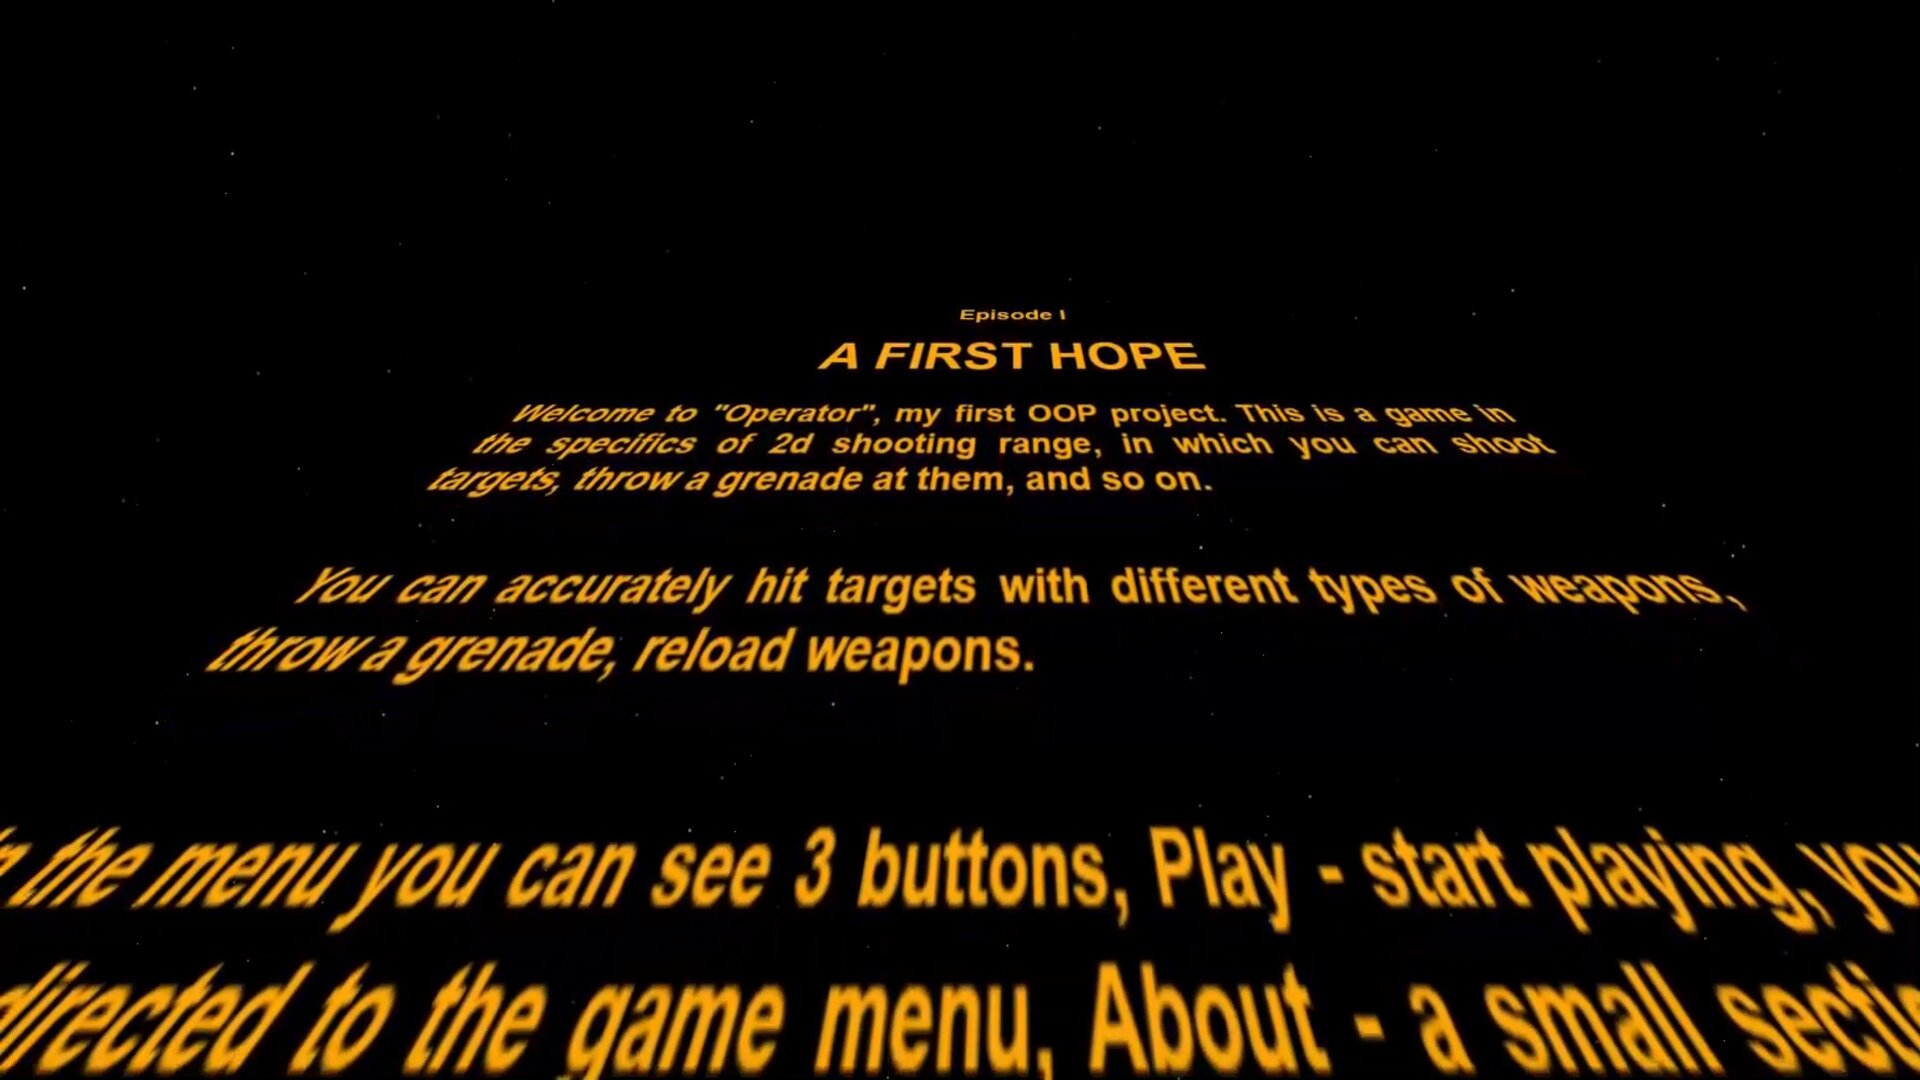 Episode I
A FIRST HOPE
Welcome to "Operator", my first OOP project. This is a game in
the specifics of 2d shooting range, in which you can shoot
targets, throw a grenade at them, and so on.
You can accurately hit targets with different types of weapons,
throw a grenade, reload weapons.
the menu you can see 3 buttons, Play - start playing, you
directed to the game menu, About - a small